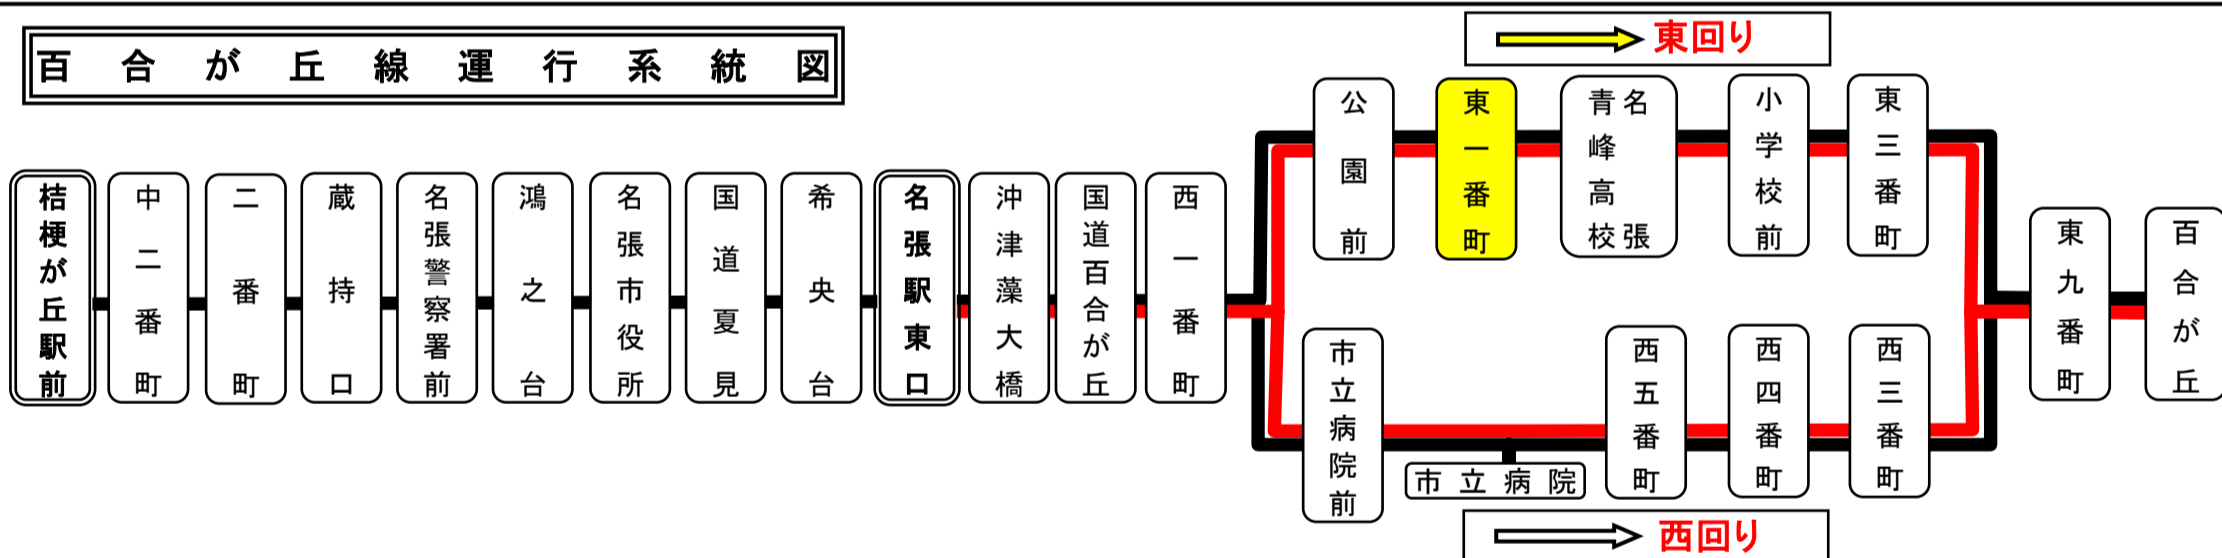 百合が丘線運行系統図
東回り
桔梗が丘駅前
中二番町
二番町
蔵持口
名張警察署前
鴻之台
名張市役所
国道夏見
希央台
名張駅東口
沖津藻大橋
国道百合が丘
西一番町
公園前
東一番町
名張
青峰高校
小学校前
東三番町
市立病院前
市立病院
西五番町
西四番町
西三番町
東九番町
百合が丘
西回り